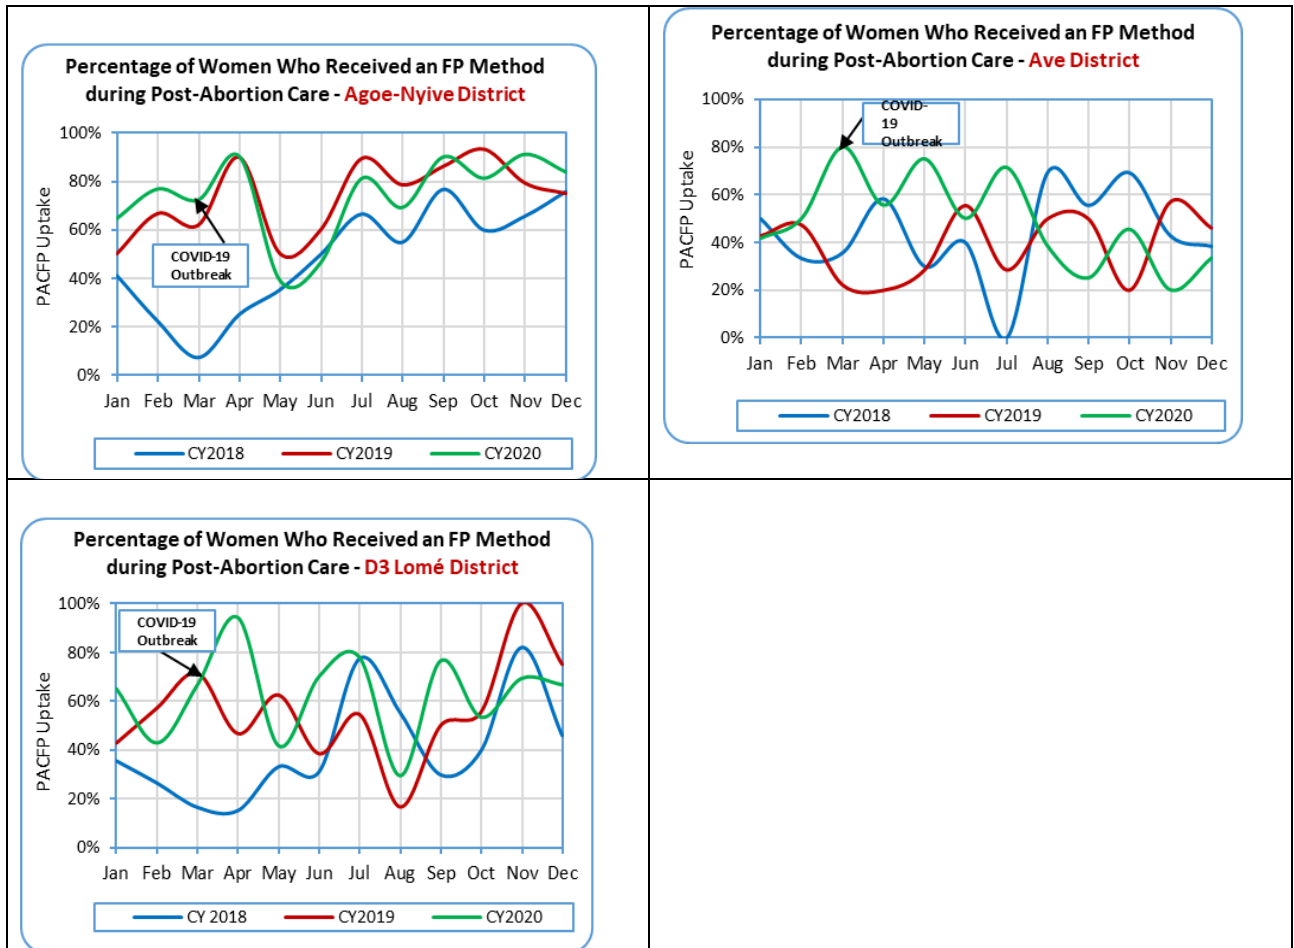 Percentage of Women Who Received an FP Method
during Post-Abortion Care - Agoe-Nyive District
100%
80%
60%
40%
20%
0%
PACFP Uptake
COVID-19
Outbreak
Jan Feb Mar Apr May Jun Jul Aug Sep Oct Nov Dec
CY2018 CY2019 CY2020
Percentage of Women Who Received an FP Method
during Post-Abortion Care - Ave District
100%
80%
60%
40%
20%
0%
PACFP Uptake
COVID-
19
Outbreak
Jan Feb Mar Apr May Jun Jul Aug Sep Oct Nov Dec
CY2018 CY2019 CY2020
Percentage of Women Who Received an FP Method
during Post-Abortion Care - D3 Lomé District
100%
80%
60%
40%
20%
0%
PACFP Uptake
COVID-19
Outbreak
Jan Feb Mar Apr May Jun Jul Aug Sep Oct Nov Dec
CY 2018 CY2019 CY2020